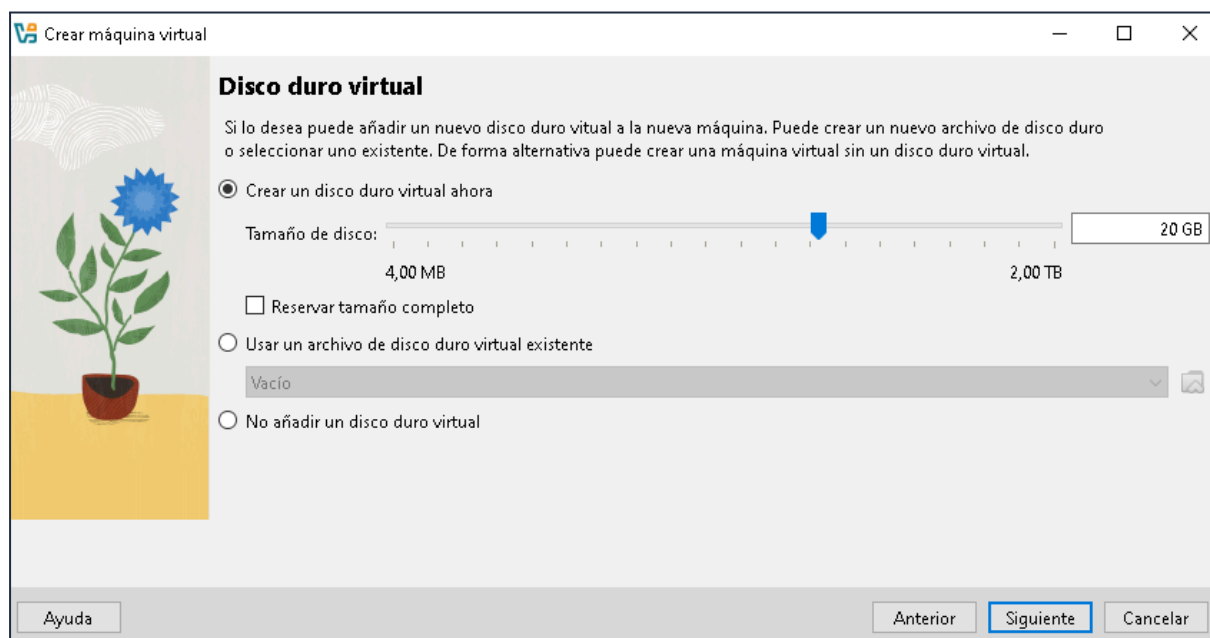 Crear máquina virtual
Disco duro virtual
Si lo desea puede añadir un nuevo disco duro vitual a la nueva máquina. Puede crear un nuevo archivo de disco duro
o seleccionar uno existente. De forma alternativa puede crear una máquina virtual sin un disco duro virtual.
Crear un disco duro virtual ahora
Tamaño de disco: 20 GB
4,00 MB 2,00 TB
Reservar tamaño completo
Usar un archivo de disco duro virtual existente
Vacío
No añadir un disco duro virtual
Ayuda Anterior Siguiente Cancelar